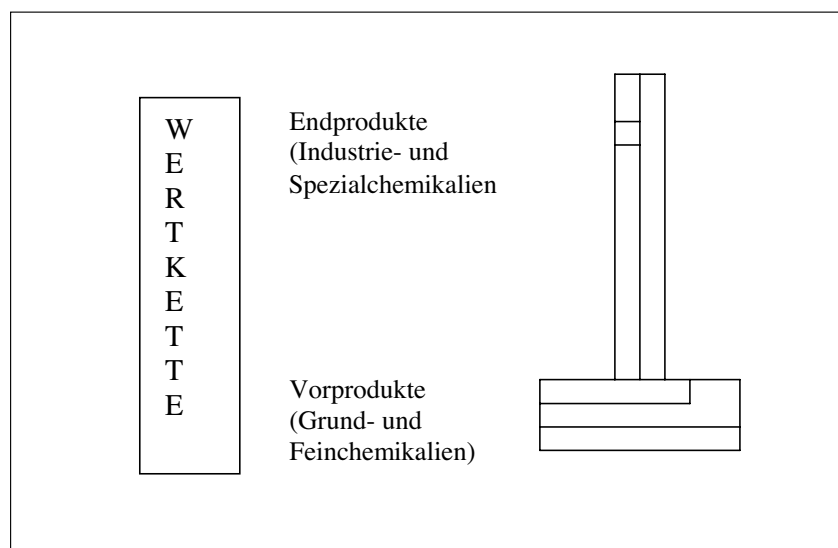 W
E
R
T
K
E
T
T
E
Endprodukte
(Industrie- und
Spezialchemikalien
Vorprodukte
(Grund- und
Feinchemikalien)